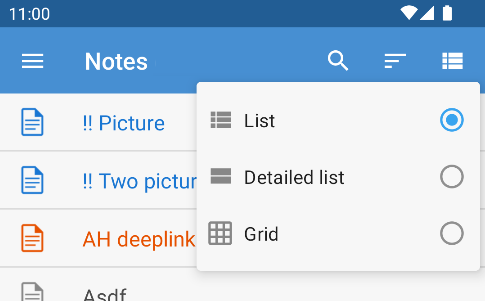 11:00
Notes
!! Picture
!! Two pictur
AH deeplink
Asdf
List
Detailed list
Grid